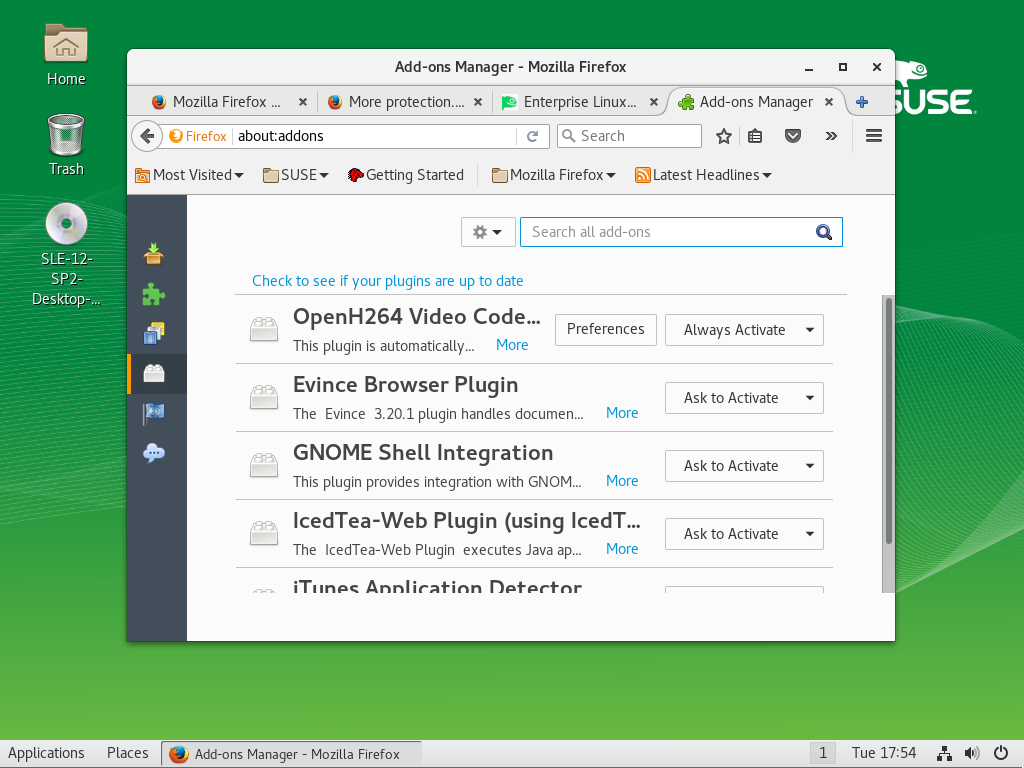 Home
Trash
SLE-12-
SP2-
Desktop-...
SUSE
Add-ons Manager - Mozilla Firefox
Mozilla Firefox ...
More protection....
Enterprise Linux...
Add-ons Manager
Firefox
about:addons
Search
Most Visited
SUSE
Getting Started
Mozilla Firefox
Latest Headlines
Search all add-ons
Check to see if your plugins are up to date
OpenH264 Video Code...
This plugin is automatically...
More
Preferences
Always Activate
Evince Browser Plugin
The Evince 3.20.1 plugin handles documen...
More
Ask to Activate
GNOME Shell Integration
This plugin provides integration with GNOM...
More
Ask to Activate
IcedTea-Web Plugin (using IcedT...
The IcedTea-Web Plugin executes Java ap...
More
Ask to Activate
iTunes Application Detector
Applications
Places
Add-ons Manager - Mozilla Firefox
1
Tue 17:54